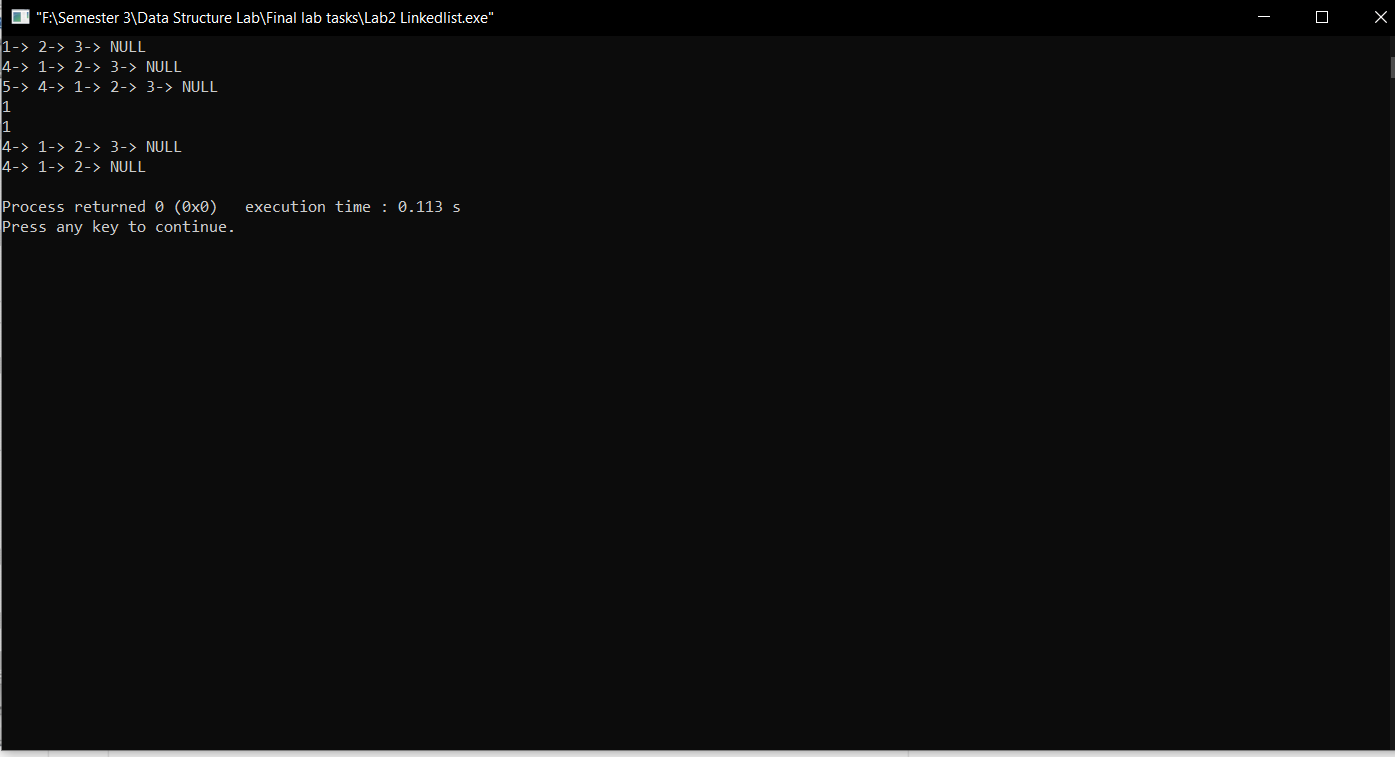 "F:\Semester 3\Data Structure Lab\Final lab tasks\Lab2 Linkedlist.exe"
1-> 2-> 3-> NULL
4-> 1-> 2-> 3-> NULL
5-> 4-> 1-> 2-> 3-> NULL
1
1
4-> 1-> 2-> 3-> NULL
4-> 1-> 2-> NULL
Process returned 0 (0x0)   execution time : 0.113 s
Press any key to continue.